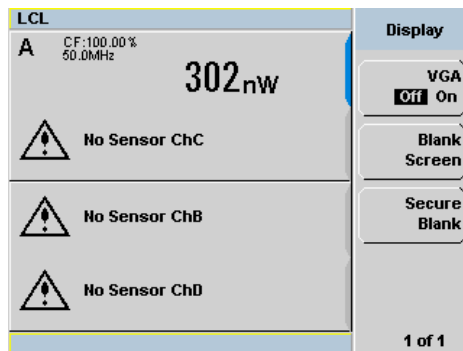 LCL
A
CF:100.00%
50.0MHz
302nW
No Sensor ChC
No Sensor ChB
No Sensor ChD
Display
VGA
Off On
Blank
Screen
Secure
Blank
1 of 1